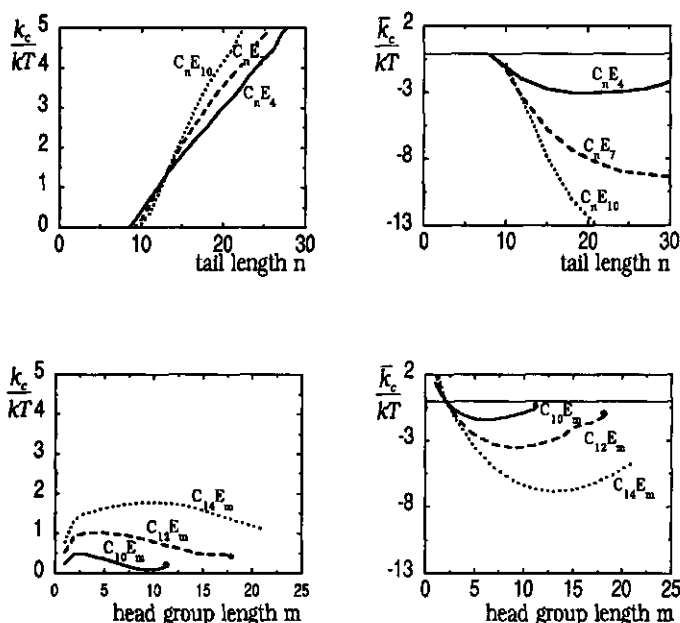 5
k_c
kT 4
3
2
1
0
C_nE_10
C_nE
C_nE_4
0 10 20 30
tail length n
2
k̄_c
kT
-3
-8
-13
C_nE_4
C_nE_7
C_nE_10
0 10 20 30
tail length n
5
k_c
kT 4
3
2
1
0
C_14E_m
C_12E_m
C_10E_m
0 5 10 15 20 25
head group length m
2
k̄_c
kT
-3
-8
-13
C_10E_m
C_12E_m
C_14E_m
0 5 10 15 20 25
head group length m